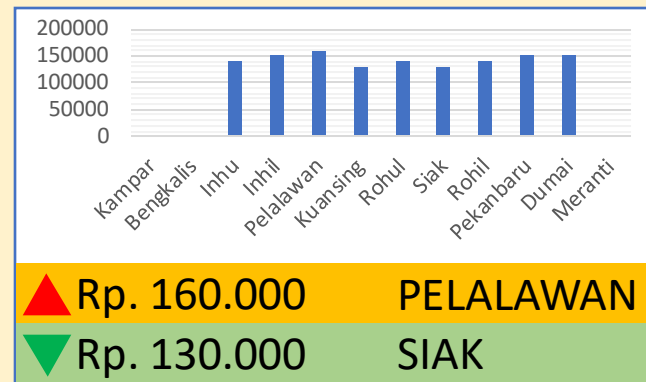 200000
150000
100000
50000
0
Kampar
Bengkalis
Inhu
Inhil
Pelalawan
Kuansing
Rohul
Siak
Rohil
Pekanbaru
Dumai
Meranti
Rp. 160.000 PELALAWAN
Rp. 130.000 SIAK